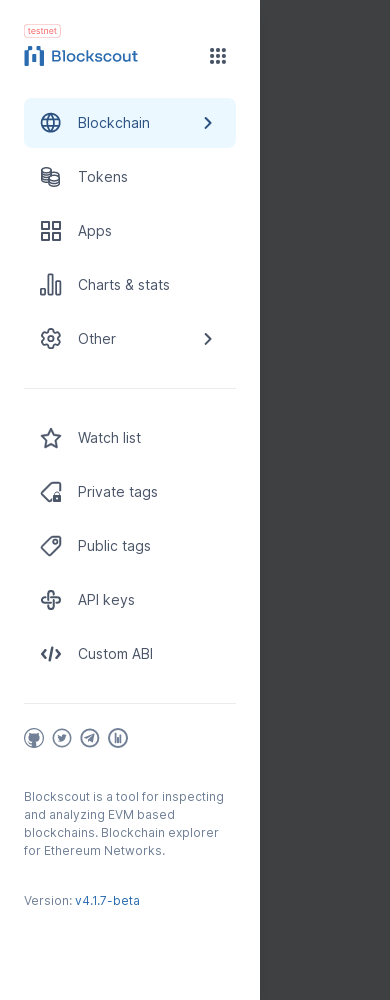 testnet
Blockscout
Blockchain
Tokens
Apps
Charts & stats
Other
Watch list
Private tags
Public tags
API keys
Custom ABI
Blockscout is a tool for inspecting
and analyzing EVM based
blockchains. Blockchain explorer
for Ethereum Networks.
Version: v4.1.7-beta